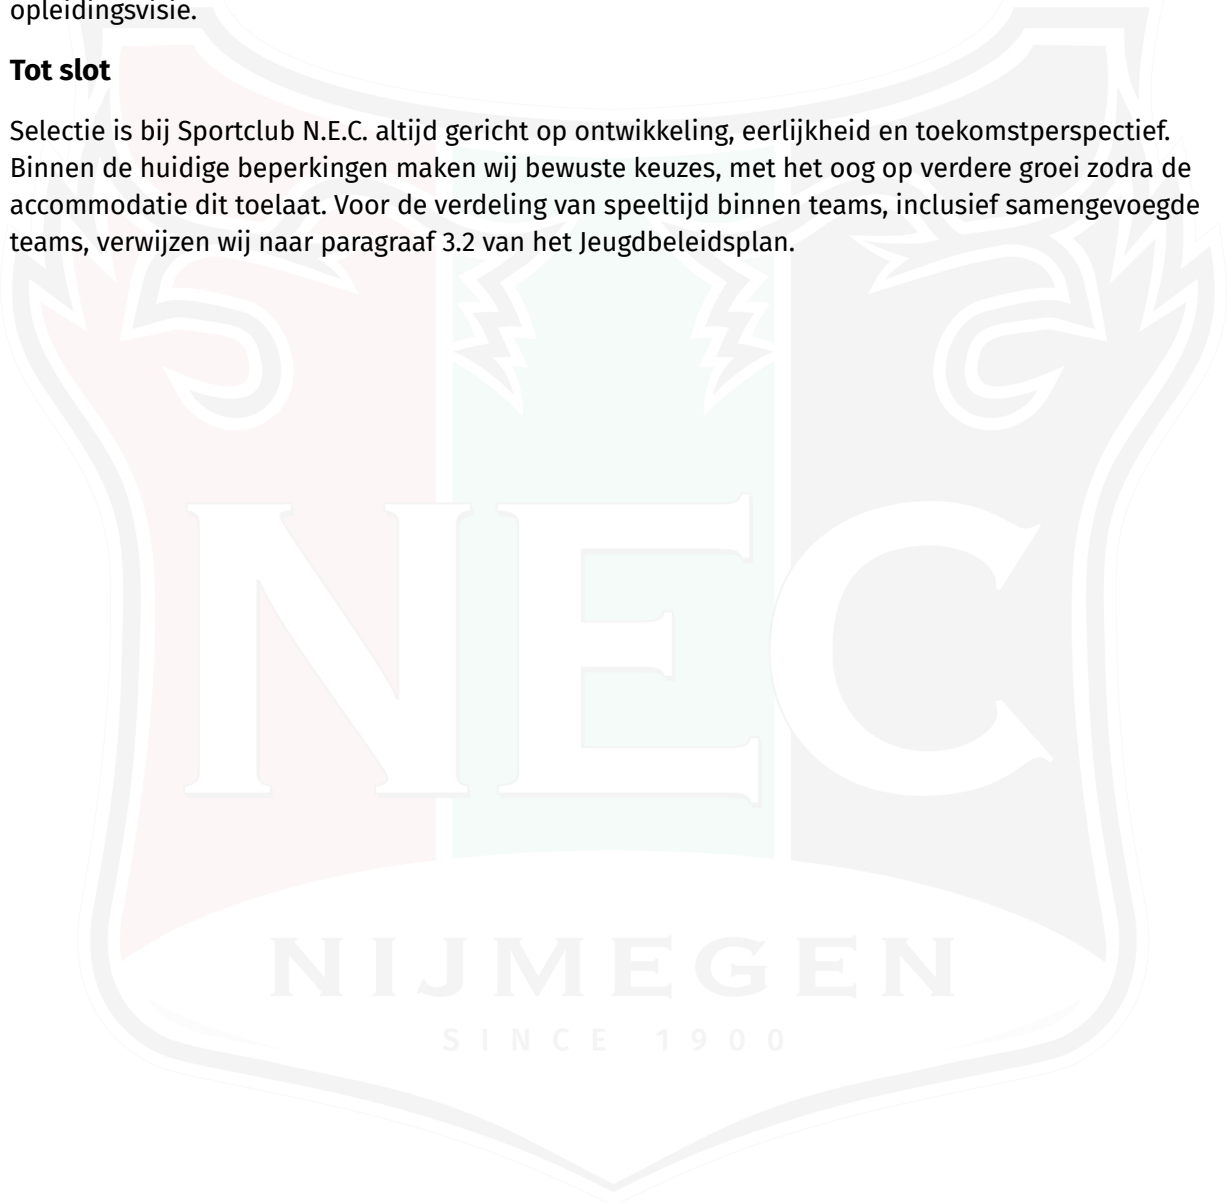 opleidingsvisie.
Tot slot
Selectie is bij Sportclub N.E.C. altijd gericht op ontwikkeling, eerlijkheid en toekomstperspectief.
Binnen de huidige beperkingen maken wij bewuste keuzes, met het oog op verdere groei zodra de
accommodatie dit toelaat. Voor de verdeling van speeltijd binnen teams, inclusief samengevoegde
teams, verwijzen wij naar paragraaf 3.2 van het Jeugdbeleidsplan.
NEC
NIJMEGEN
SINCE 1900